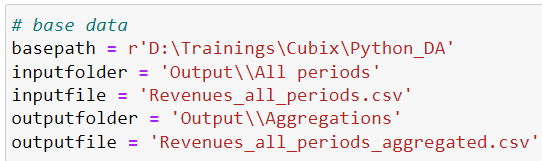 # base data
basepath = r'D:\Trainings\Cubix\Python_DA'
inputfolder = 'Output\\All periods'
inputfile = 'Revenues_all_periods.csv'
outputfolder = 'Output\\Aggregations'
outputfile = 'Revenues_all_periods_aggregated.csv'